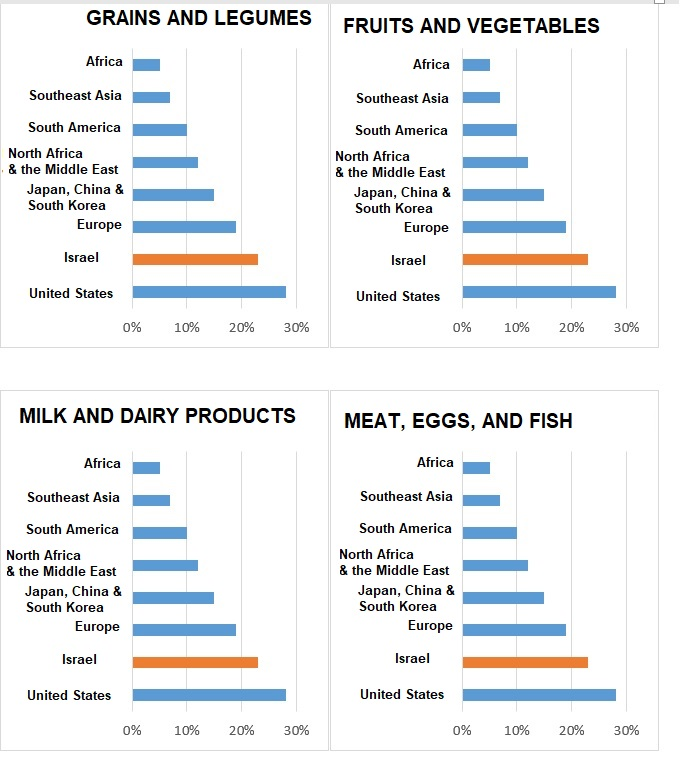 GRAINS AND LEGUMES
Africa
Southeast Asia
South America
North Africa
& the Middle East
Japan, China &
South Korea
Europe
Israel
United States
0% 10% 20% 30%
FRUITS AND VEGETABLES
Africa
Southeast Asia
South America
North Africa
& the Middle East
Japan, China &
South Korea
Europe
Israel
United States
0% 10% 20% 30%
MILK AND DAIRY PRODUCTS
Africa
Southeast Asia
South America
North Africa
& the Middle East
Japan, China &
South Korea
Europe
Israel
United States
0% 10% 20% 30%
MEAT, EGGS, AND FISH
Africa
Southeast Asia
South America
North Africa
& the Middle East
Japan, China &
South Korea
Europe
Israel
United States
0% 10% 20% 30%